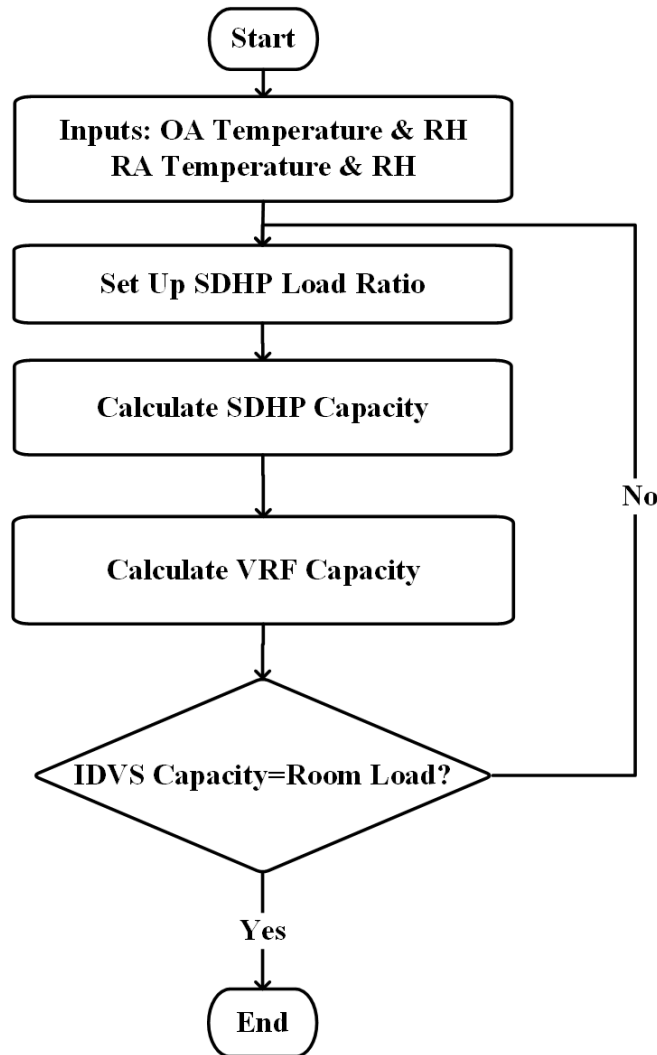 Start
Inputs: OA Temperature & RH
RA Temperature & RH
Set Up SDHP Load Ratio
Calculate SDHP Capacity
Calculate VRF Capacity
No
IDVS Capacity=Room Load?
Yes
End